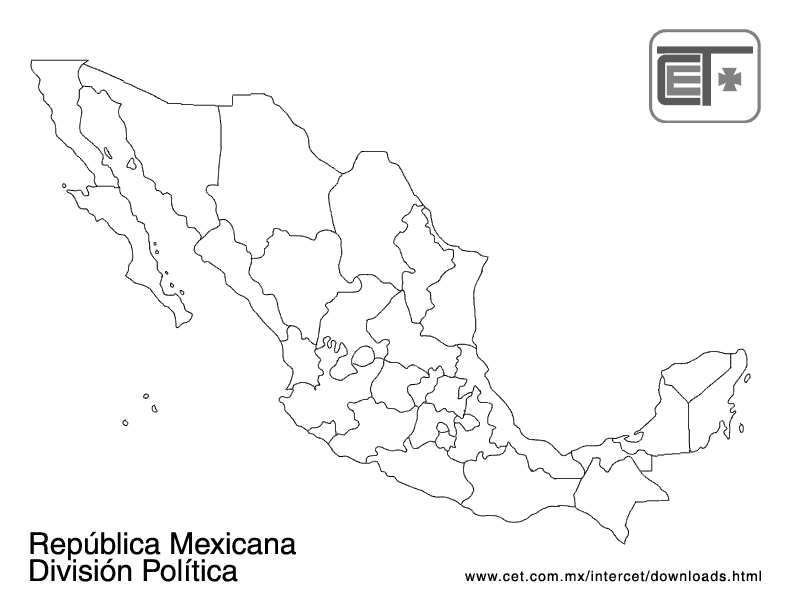 CET
República Mexicana
División Política
www.cet.com.mx/intercet/downloads.html